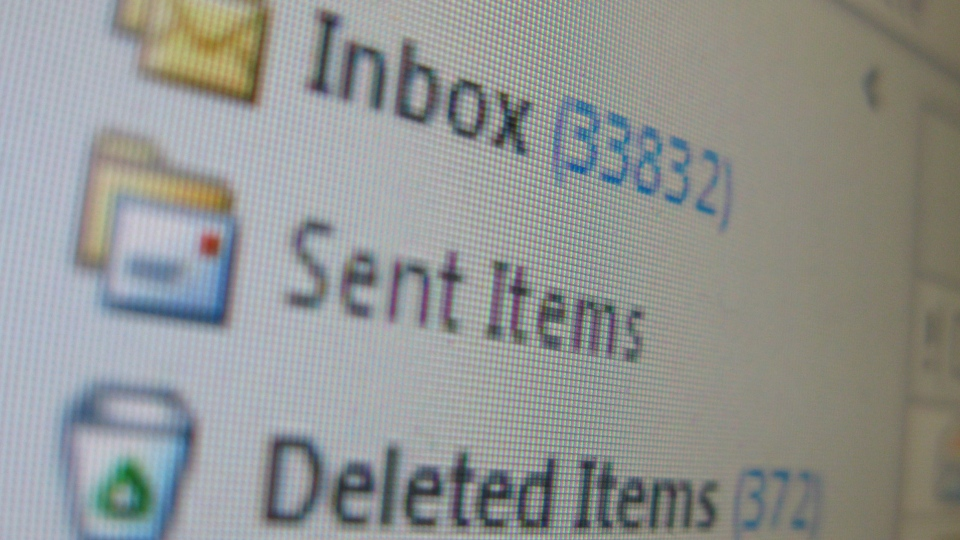 Inbox (33832)
Sent Items
Deleted Items (372)